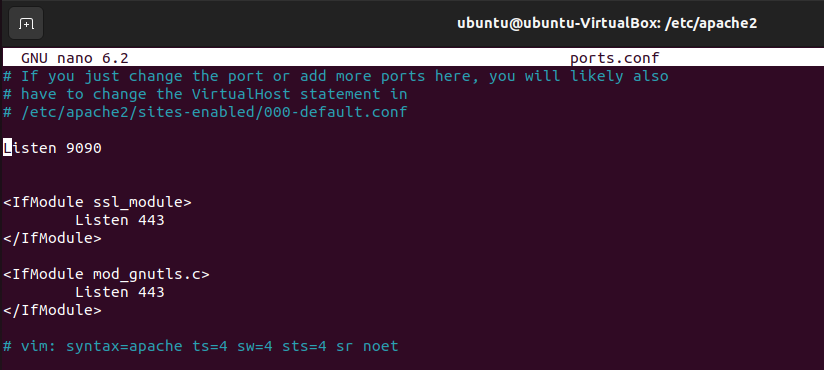 ubuntu@ubuntu-VirtualBox: /etc/apache2
GNU nano 6.2 ports.conf
# If you just change the port or add more ports here, you will likely also
# have to change the VirtualHost statement in
# /etc/apache2/sites-enabled/000-default.conf
Listen 9090
<IfModule ssl_module>
Listen 443
</IfModule>
<IfModule mod_gnutls.c>
Listen 443
</IfModule>
# vim: syntax=apache ts=4 sw=4 sts=4 sr noet